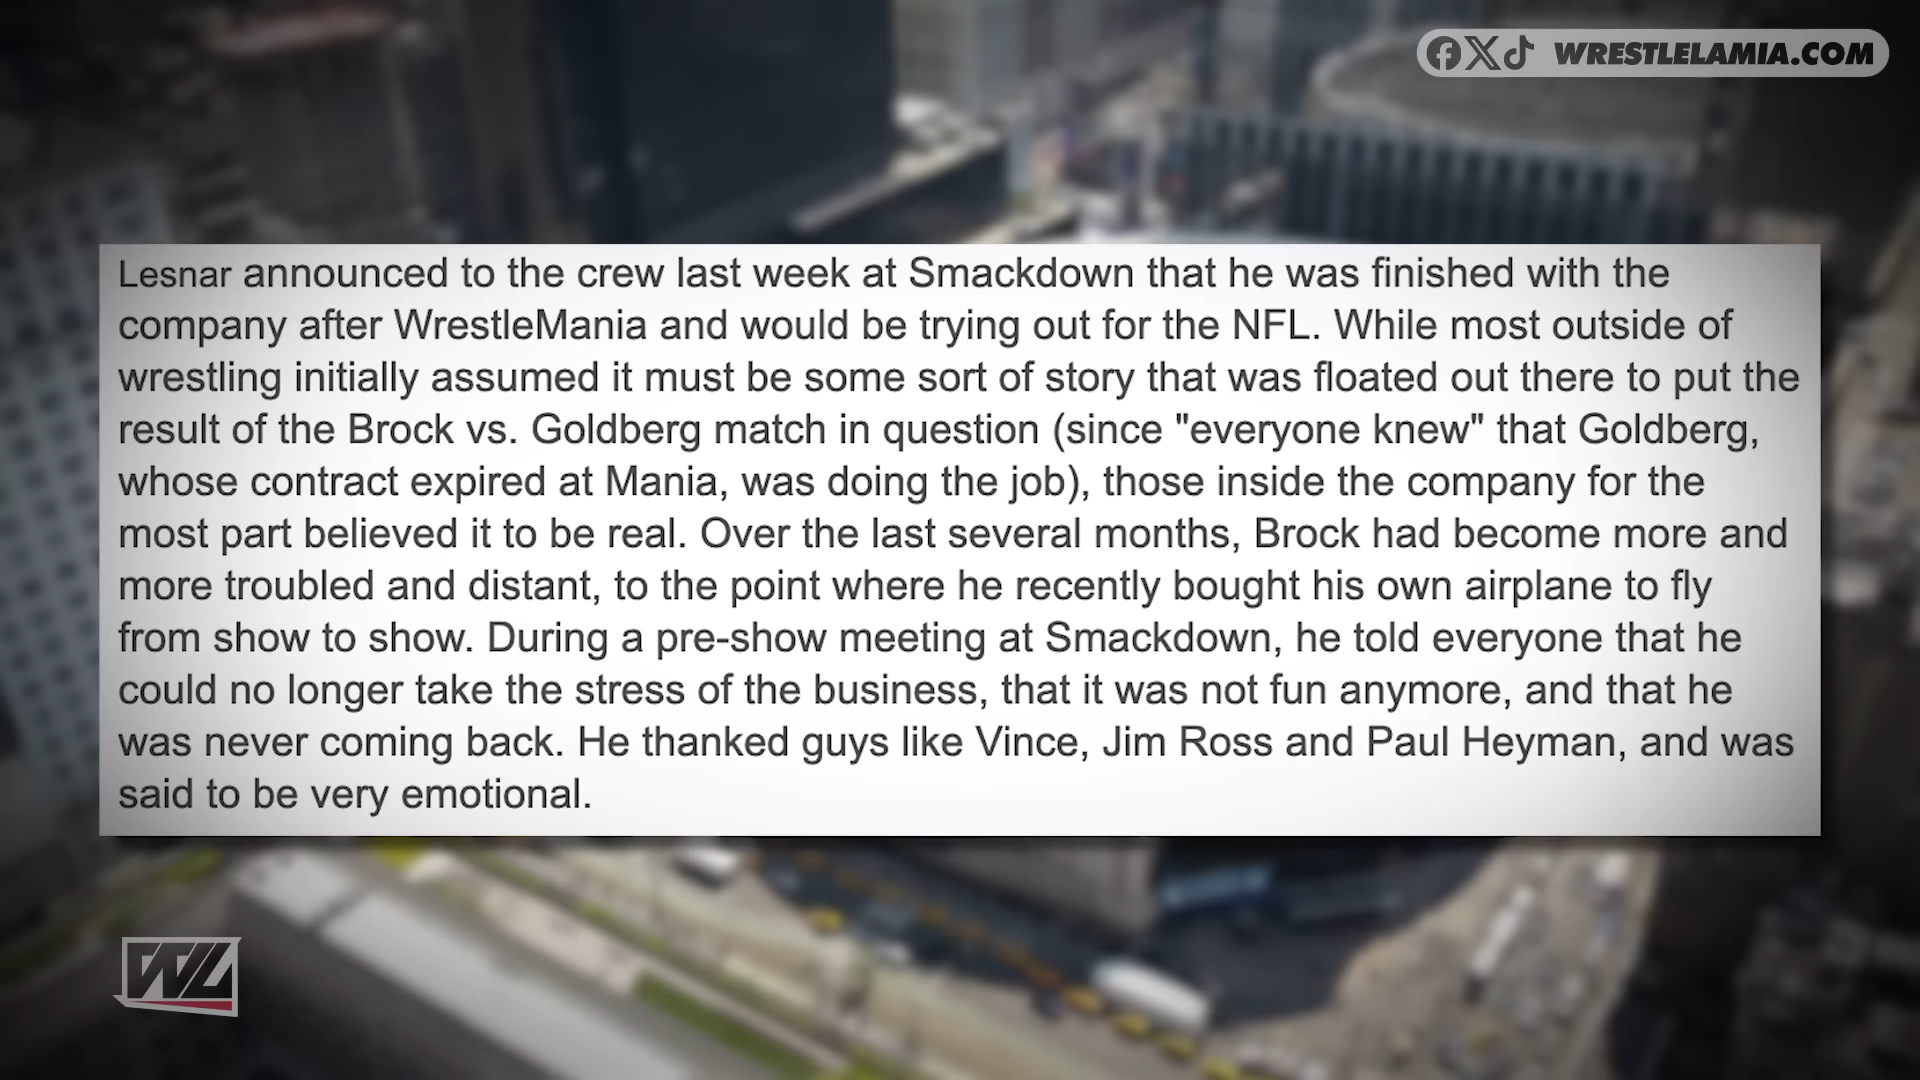 WRESTLELAMIA.COM
Lesnar announced to the crew last week at Smackdown that he was finished with the
company after WrestleMania and would be trying out for the NFL. While most outside of
wrestling initially assumed it must be some sort of story that was floated out there to put the
result of the Brock vs. Goldberg match in question (since "everyone knew" that Goldberg,
whose contract expired at Mania, was doing the job), those inside the company for the
most part believed it to be real. Over the last several months, Brock had become more and
more troubled and distant, to the point where he recently bought his own airplane to fly
from show to show. During a pre-show meeting at Smackdown, he told everyone that he
could no longer take the stress of the business, that it was not fun anymore, and that he
was never coming back. He thanked guys like Vince, Jim Ross and Paul Heyman, and was
said to be very emotional.
WL